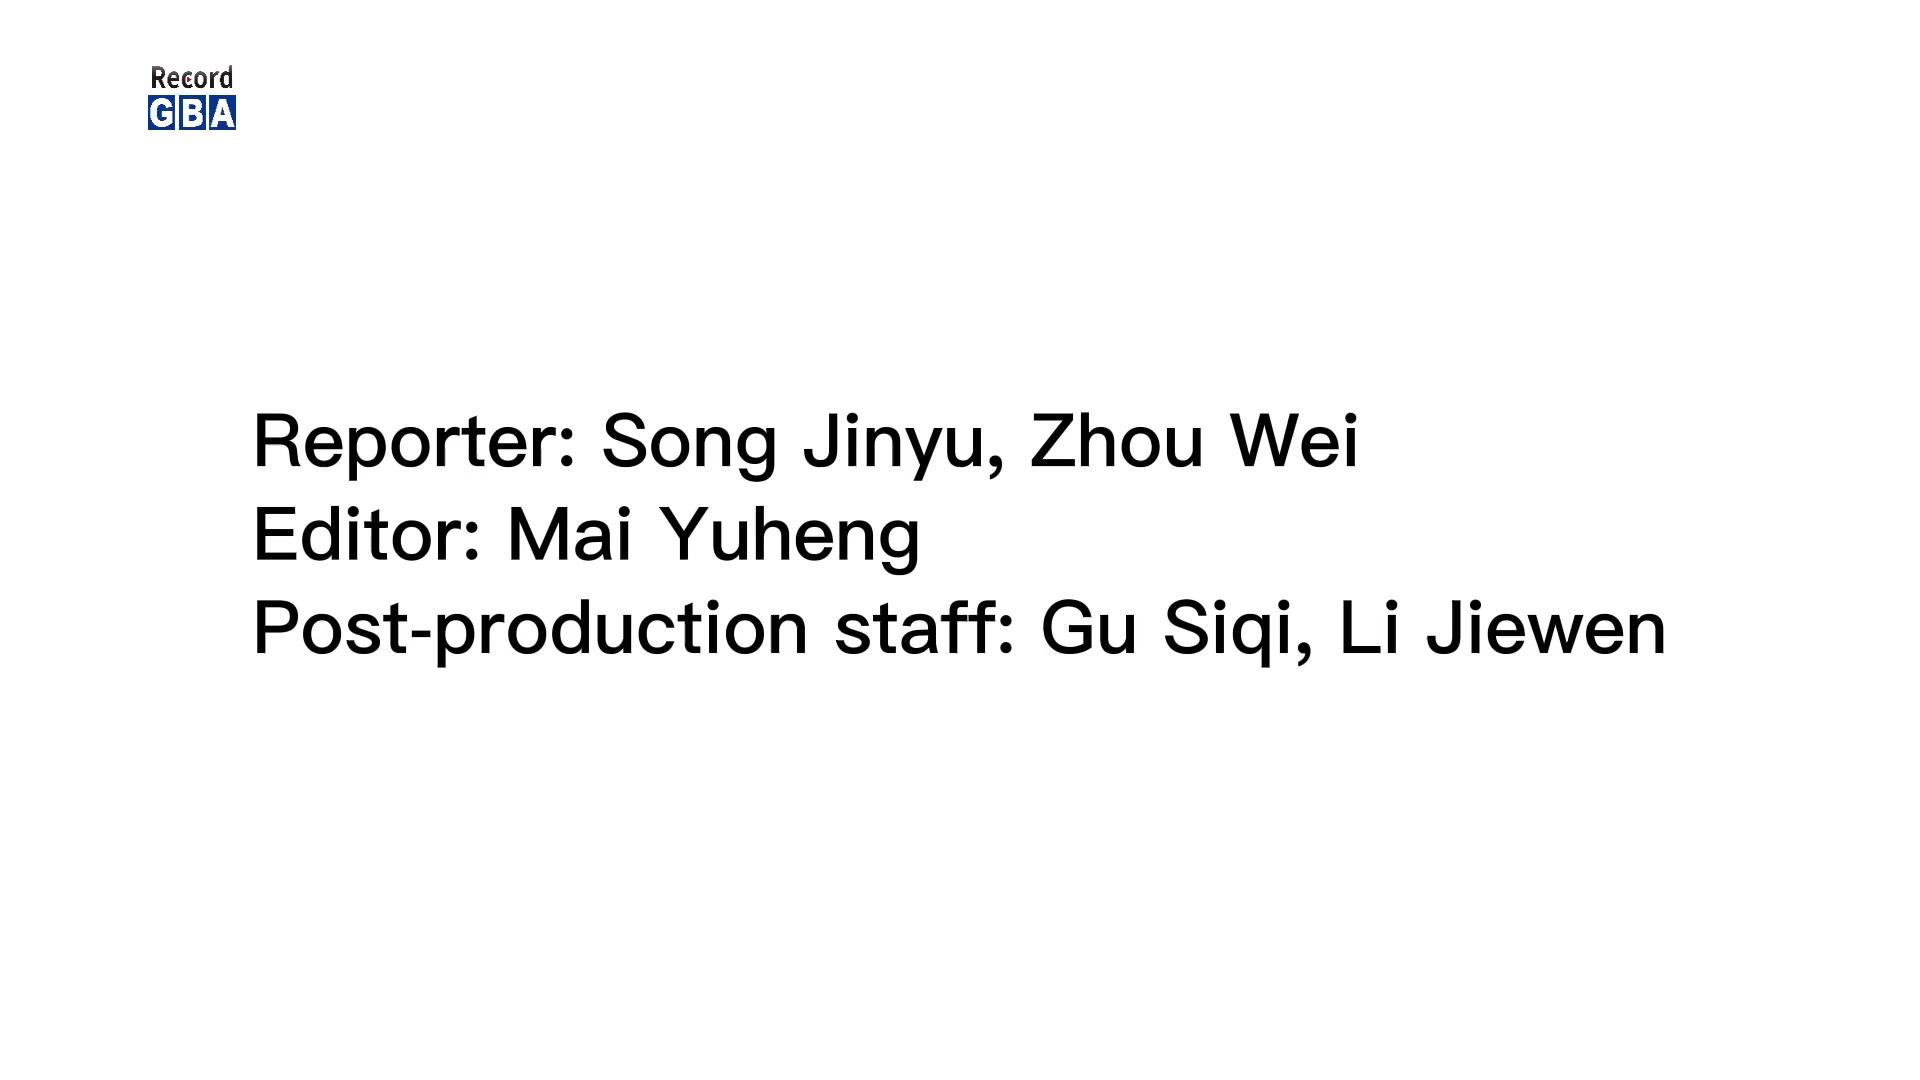 Record
GBA
Reporter: Song Jinyu, Zhou Wei
Editor: Mai Yuheng
Post-production staff: Gu Siqi, Li Jiewen